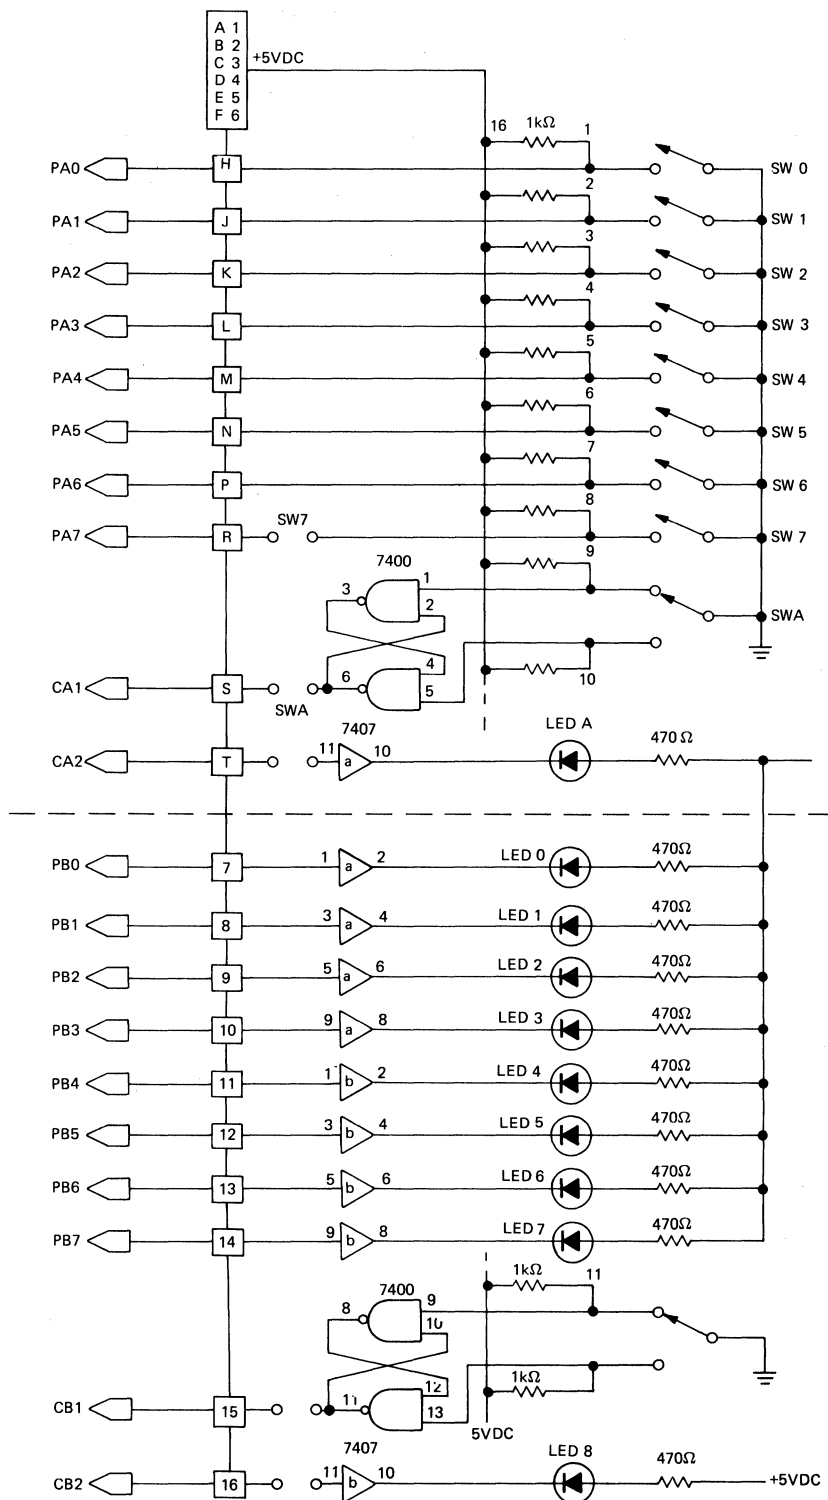 A 1
B 2
C 3
D 4
E 5
F 6
+5VDC
16 1kΩ 1
PA0 H SW 0
2
PA1 J SW 1
3
PA2 K SW 2
4
PA3 L SW 3
5
PA4 M SW 4
6
PA5 N SW 5
7
PA6 P SW 6
8
PA7 R SW7 SW 7
9
7400
3 1
2
SWA
4
CA1 S 6 5
10
SWA
7407 LED A
CA2 T 11 a 10 470 Ω
PB0 7 1 a 2 LED 0 470Ω
PB1 8 3 a 4 LED 1 470Ω
PB2 9 5 a 6 LED 2 470Ω
PB3 10 9 a 8 LED 3 470Ω
PB4 11 1 b 2 LED 4 470Ω
PB5 12 3 b 4 LED 5 470Ω
PB6 13 5 b 6 LED 6 470Ω
PB7 14 9 b 8 LED 7 470Ω
1kΩ 11
7400
8 9
10
1kΩ
12
CB1 15 11 13
5VDC
7407 LED 8
CB2 16 11 b 10 470Ω +5VDC